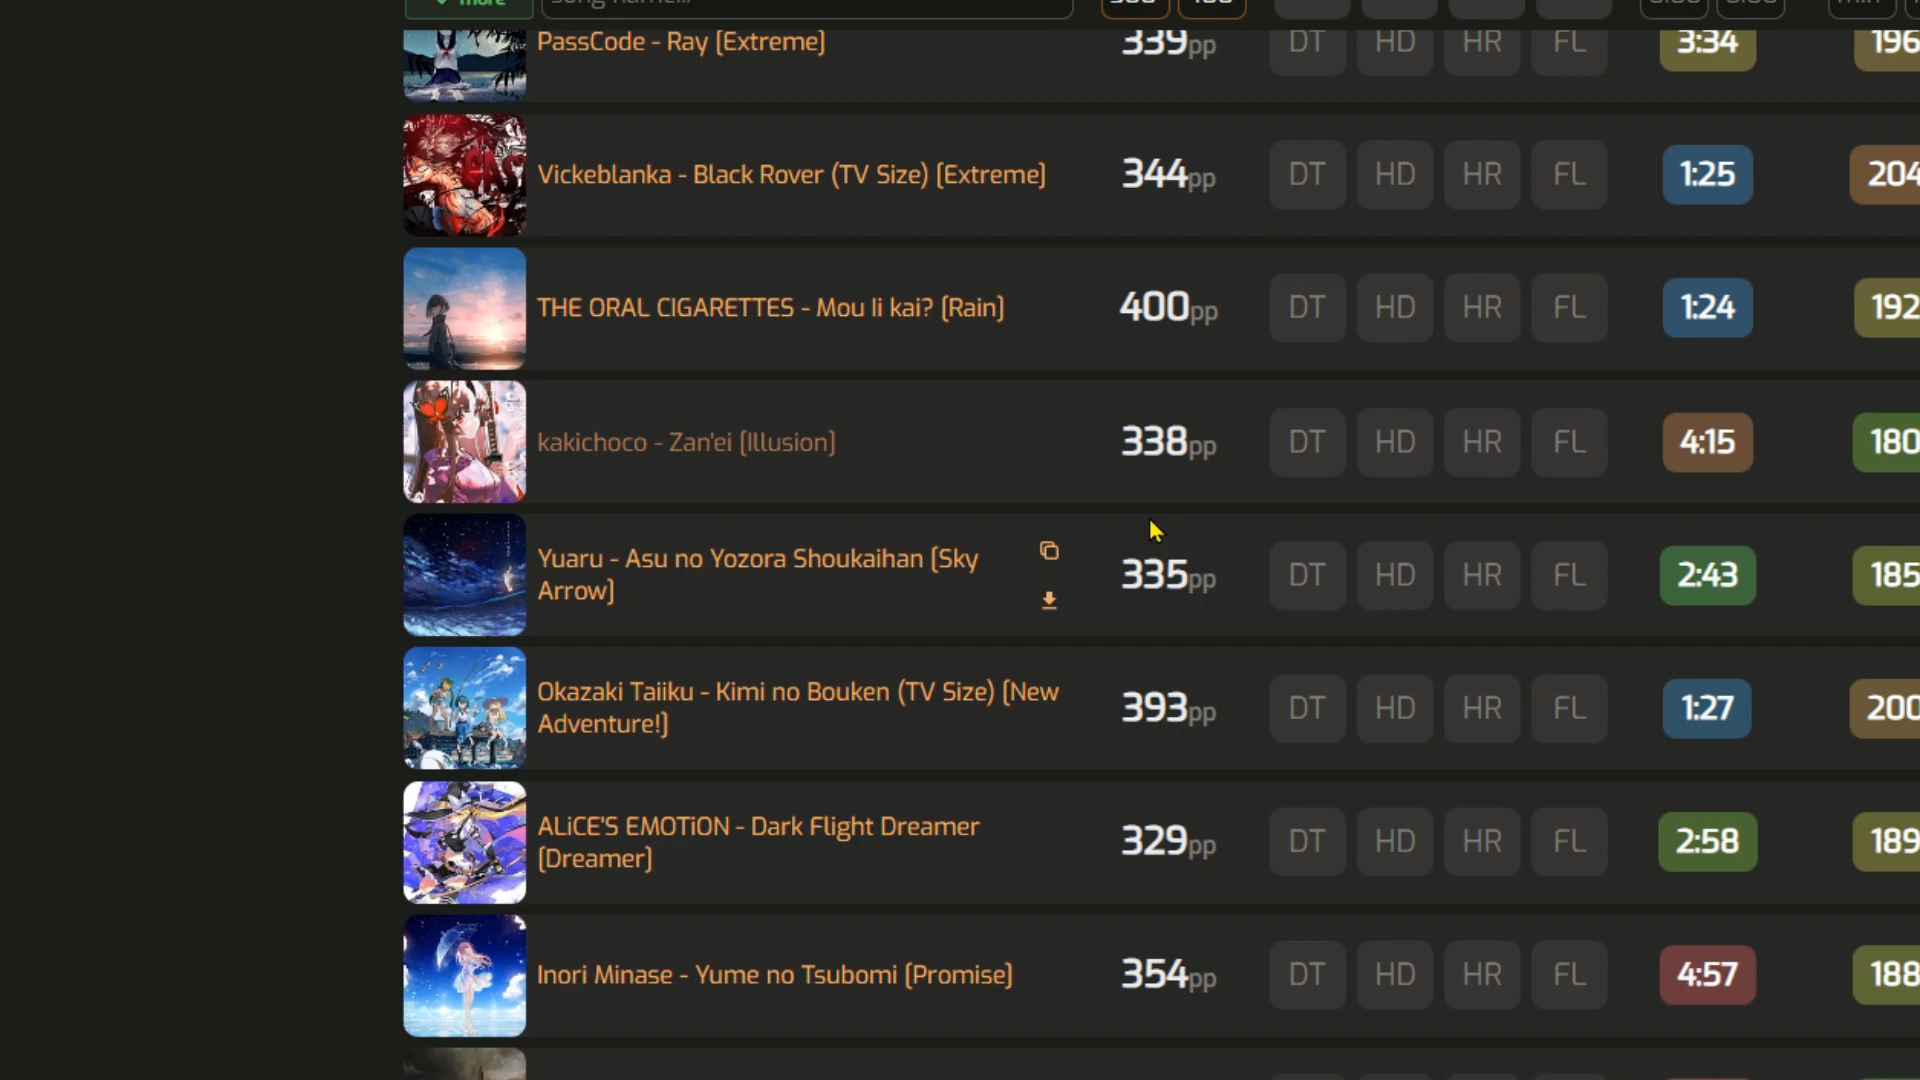 more
song name...
PassCode - Ray [Extreme] 339pp DT HD HR FL 3:34 196
Vickeblanka - Black Rover (TV Size) [Extreme] 344pp DT HD HR FL 1:25 204
THE ORAL CIGARETTES - Mou Ii kai? [Rain] 400pp DT HD HR FL 1:24 192
kakichoco - Zan'ei [Illusion] 338pp DT HD HR FL 4:15 180
Yuaru - Asu no Yozora Shoukaihan [Sky
Arrow] 335pp DT HD HR FL 2:43 185
Okazaki Taiiku - Kimi no Bouken (TV Size) [New
Adventure!] 393pp DT HD HR FL 1:27 200
ALiCE'S EMOTiON - Dark Flight Dreamer
[Dreamer] 329pp DT HD HR FL 2:58 189
Inori Minase - Yume no Tsubomi [Promise] 354pp DT HD HR FL 4:57 188